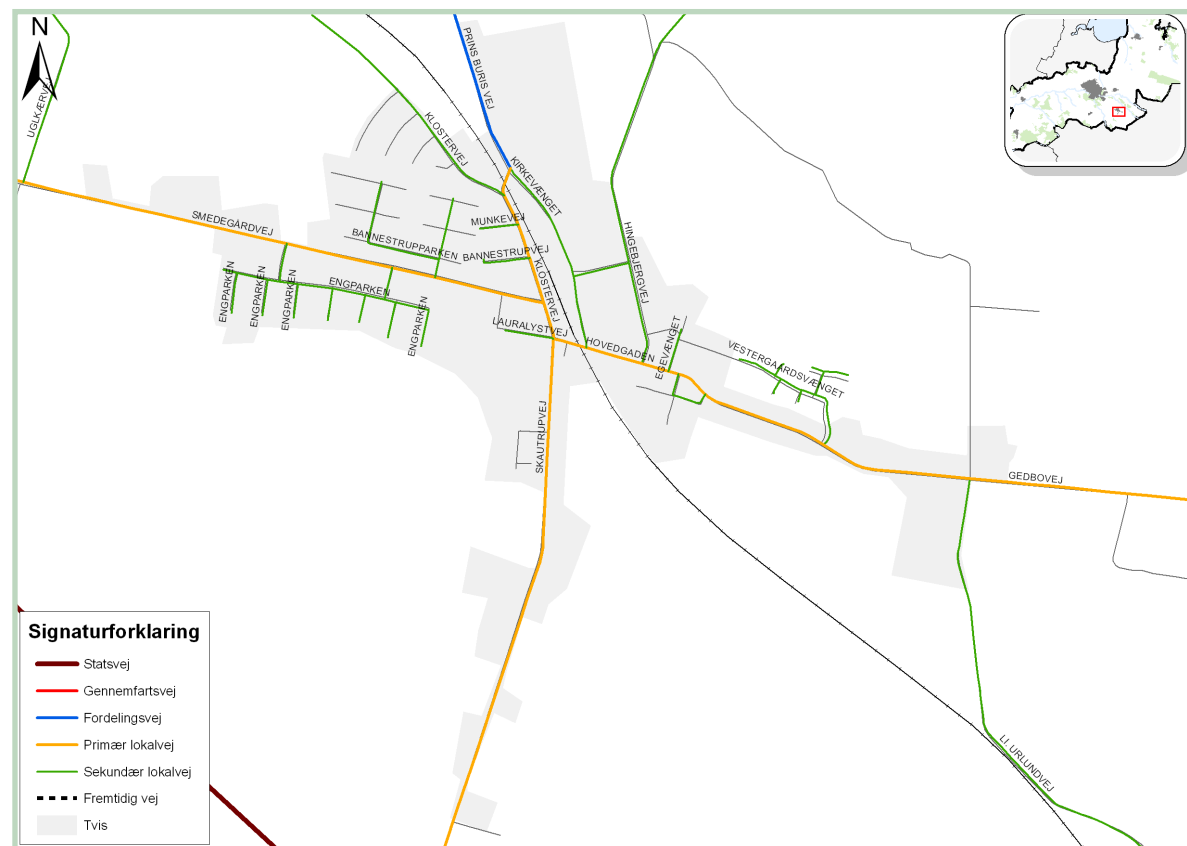 N
UGLKÆRVEJ
PRINS BURIS VEJ
KLOSTERVEJ
KIRKEVÆNGET
SMEDEGÅRDVEJ
MUNKEVEJ
BANNESTRUPPARKEN
BANNESTRUPVEJ
HINGEBJERGVEJ
ENGPARKEN
ENGPARKEN
ENGPARKEN
ENGPARKEN
ENGPARKEN
KLOSTERVEJ
LAURALYSTVEJ
HOVEDGADEN
EGEVÆNGET
VESTERGAARDSVÆNGET
SKAUTRUPVEJ
GEDBOVEJ
LI. URLUNDVEJ
Signaturforklaring
Statsvej
Gennemfartsvej
Fordelingsvej
Primær lokalvej
Sekundær lokalvej
Fremtidig vej
Tvis